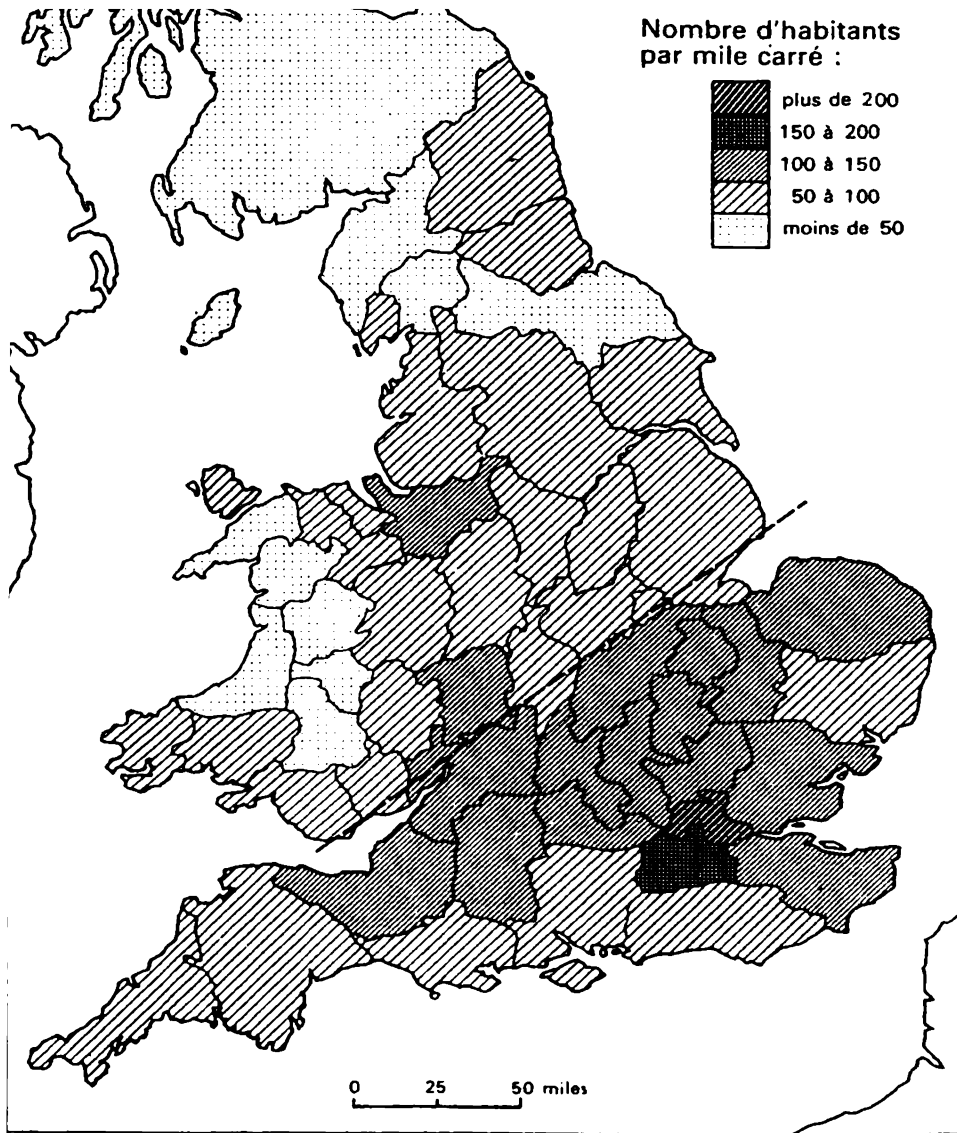 Nombre d'habitants
par mile carré :
plus de 200
150 à 200
100 à 150
50 à 100
moins de 50
0 25 50 miles